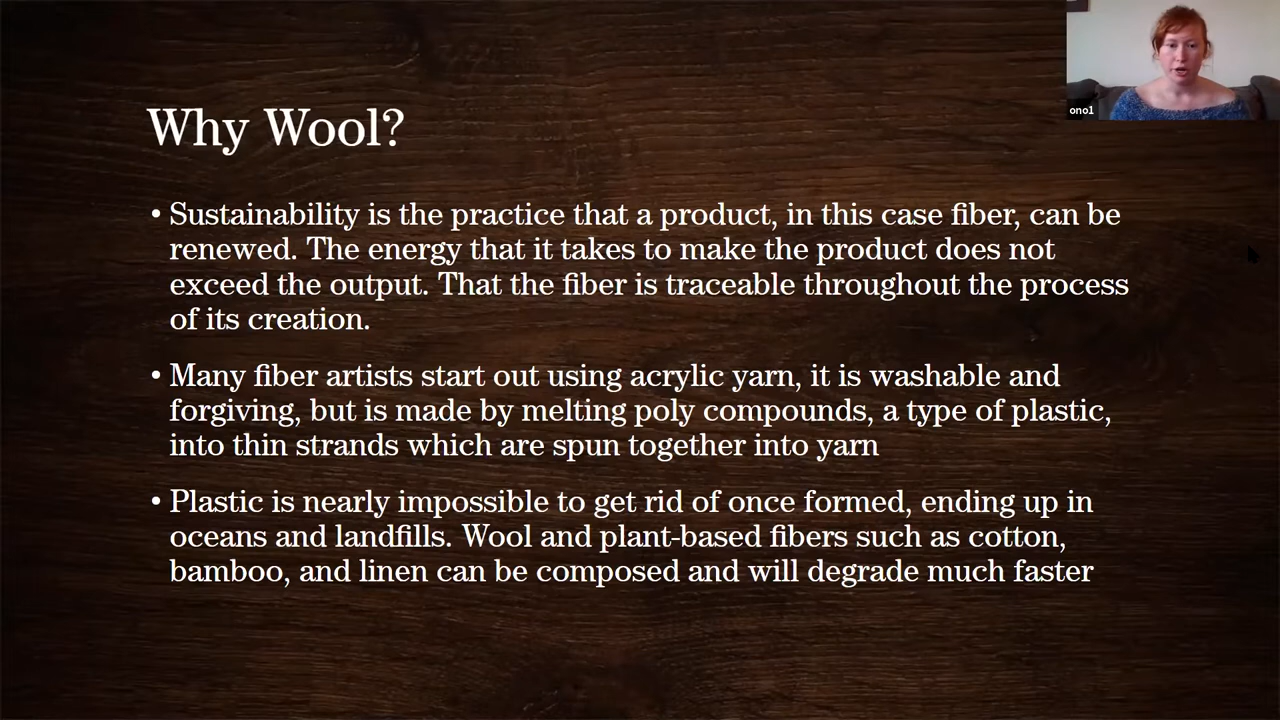 Why Wool?
ono1
• Sustainability is the practice that a product, in this case fiber, can be
renewed. The energy that it takes to make the product does not
exceed the output. That the fiber is traceable throughout the process
of its creation.
• Many fiber artists start out using acrylic yarn, it is washable and
forgiving, but is made by melting poly compounds, a type of plastic,
into thin strands which are spun together into yarn
• Plastic is nearly impossible to get rid of once formed, ending up in
oceans and landfills. Wool and plant-based fibers such as cotton,
bamboo, and linen can be composed and will degrade much faster